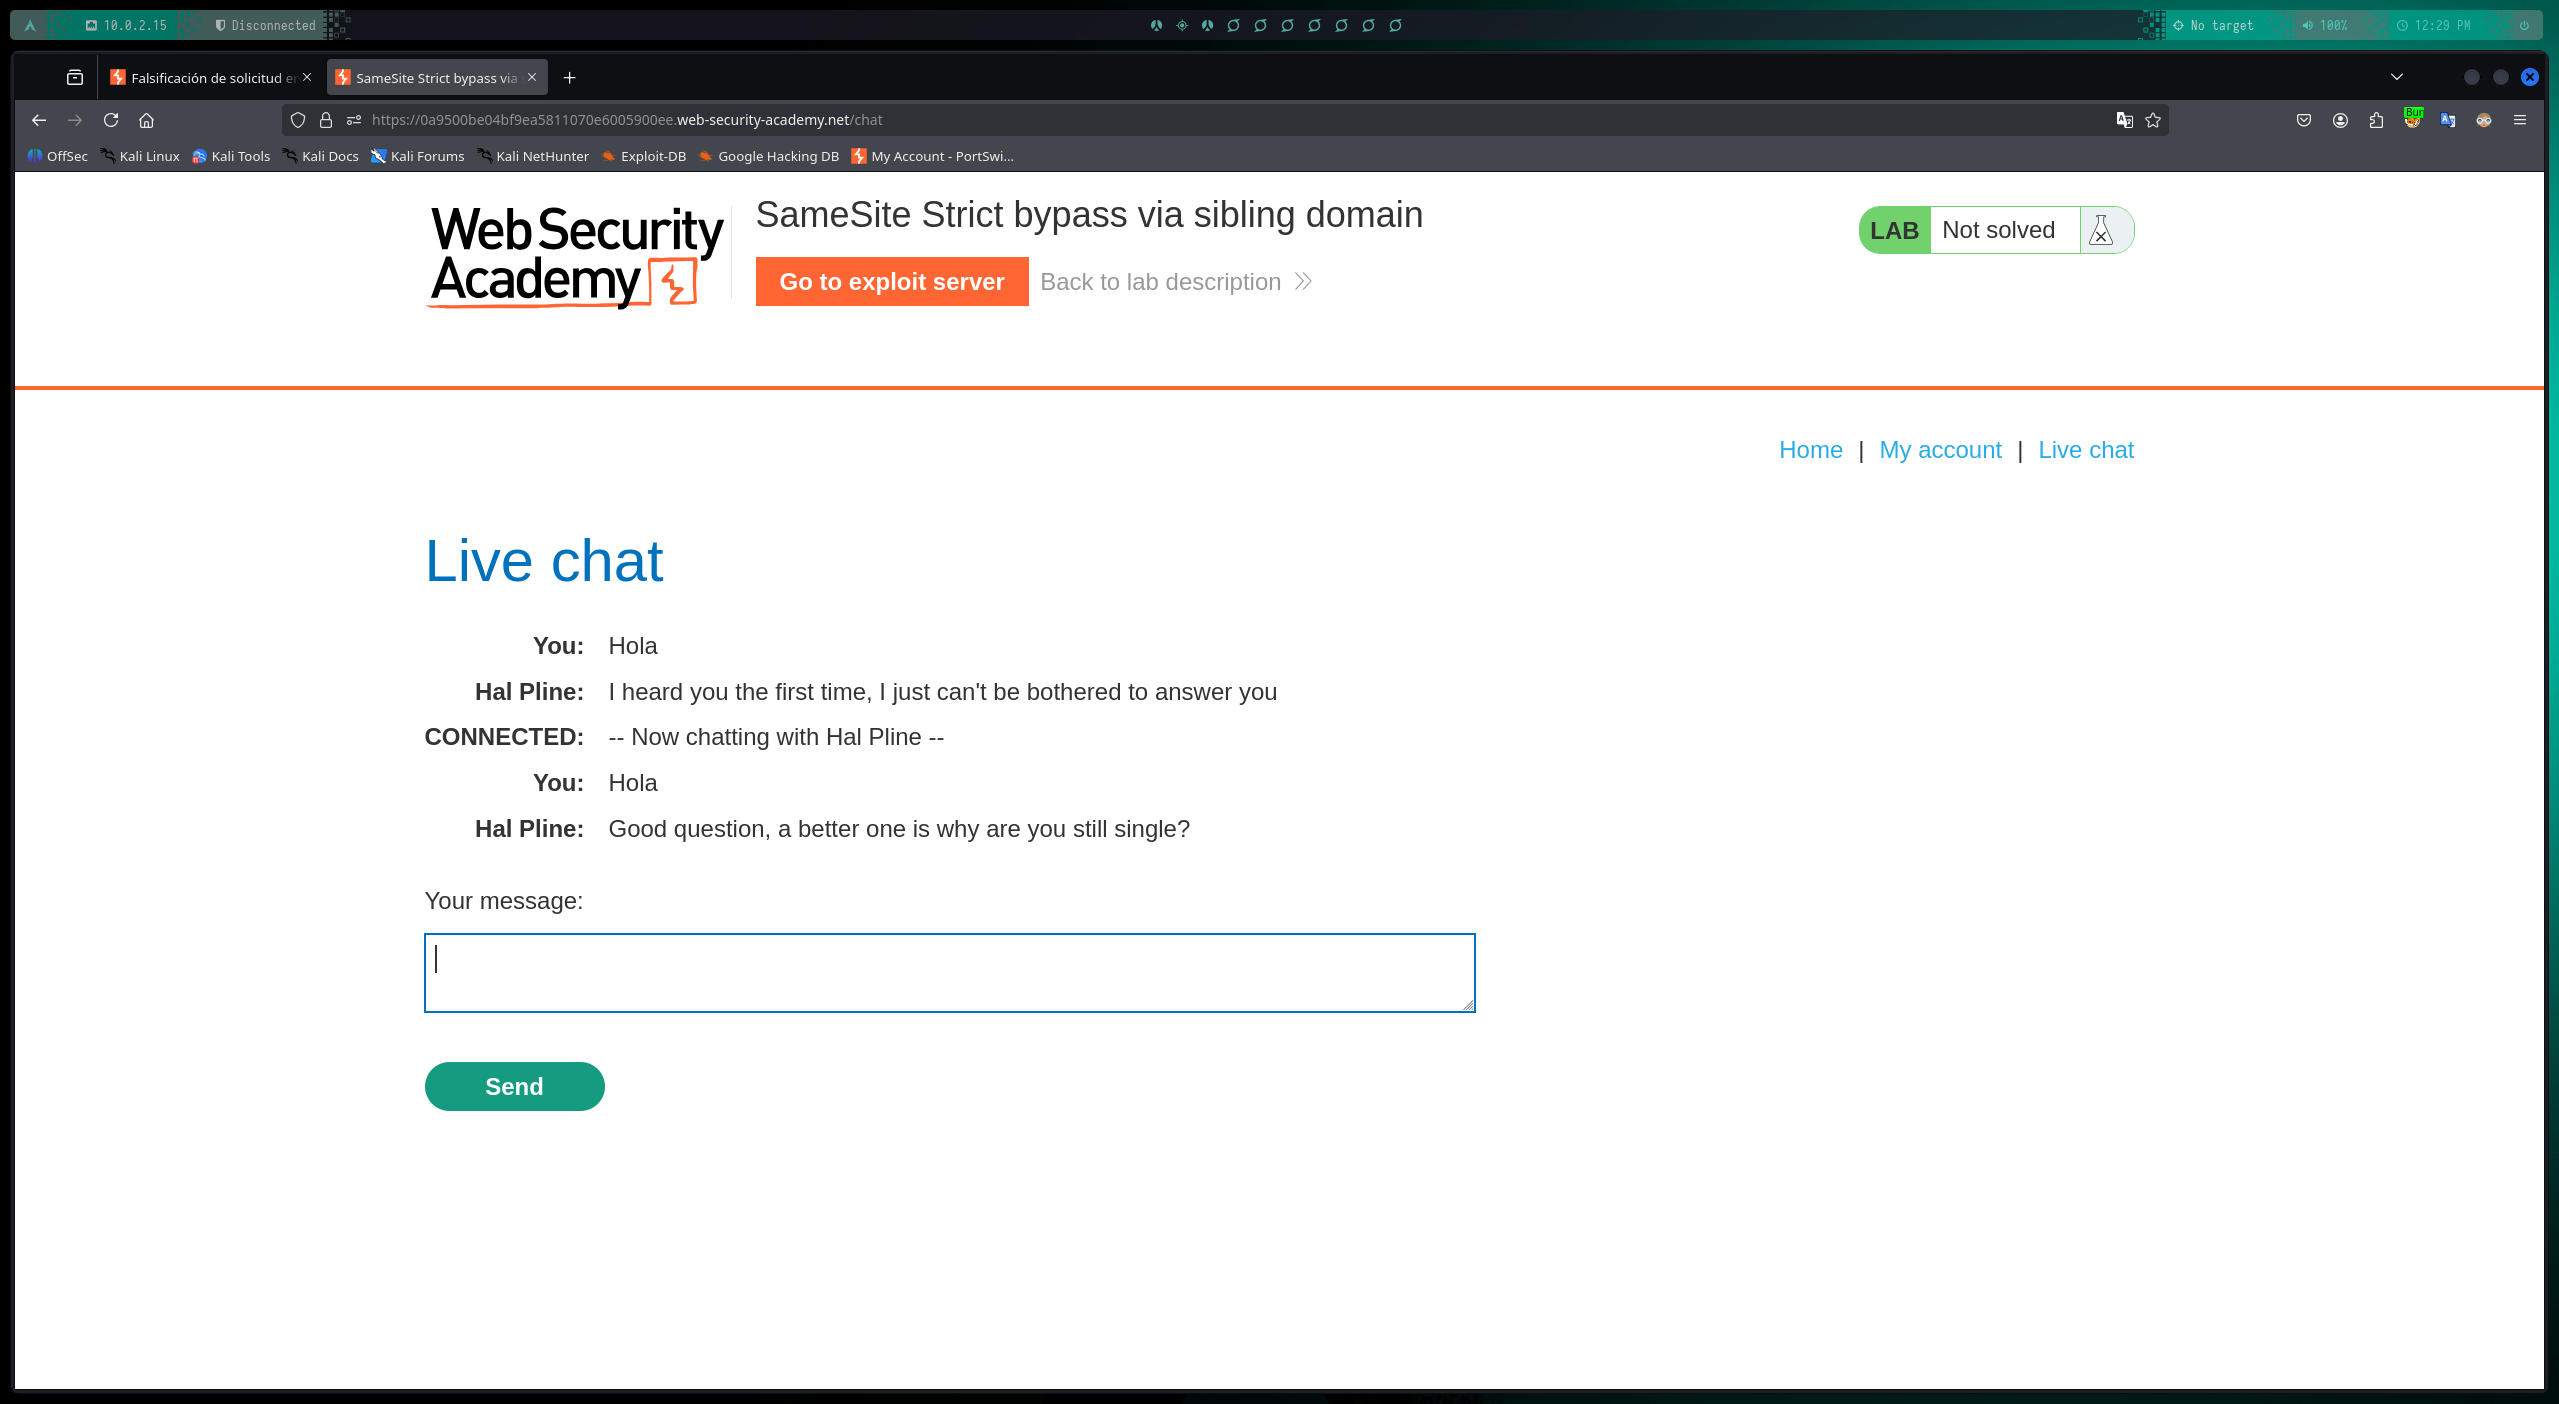 10.0.2.15 Disconnected No target 100% 12:29 PM
Falsificación de solicitud en SameSite Strict bypass via
https://0a9500be04bf9ea5811070e6005900ee.web-security-academy.net/chat
Bur
OffSec Kali Linux Kali Tools Kali Docs Kali Forums Kali NetHunter Exploit-DB Google Hacking DB My Account - PortSwi...
WebSecurity
Academy
SameSite Strict bypass via sibling domain
Go to exploit server Back to lab description
LAB Not solved
Home | My account | Live chat
Live chat
You: Hola
Hal Pline: I heard you the first time, I just can't be bothered to answer you
CONNECTED: -- Now chatting with Hal Pline --
You: Hola
Hal Pline: Good question, a better one is why are you still single?
Your message:
Send